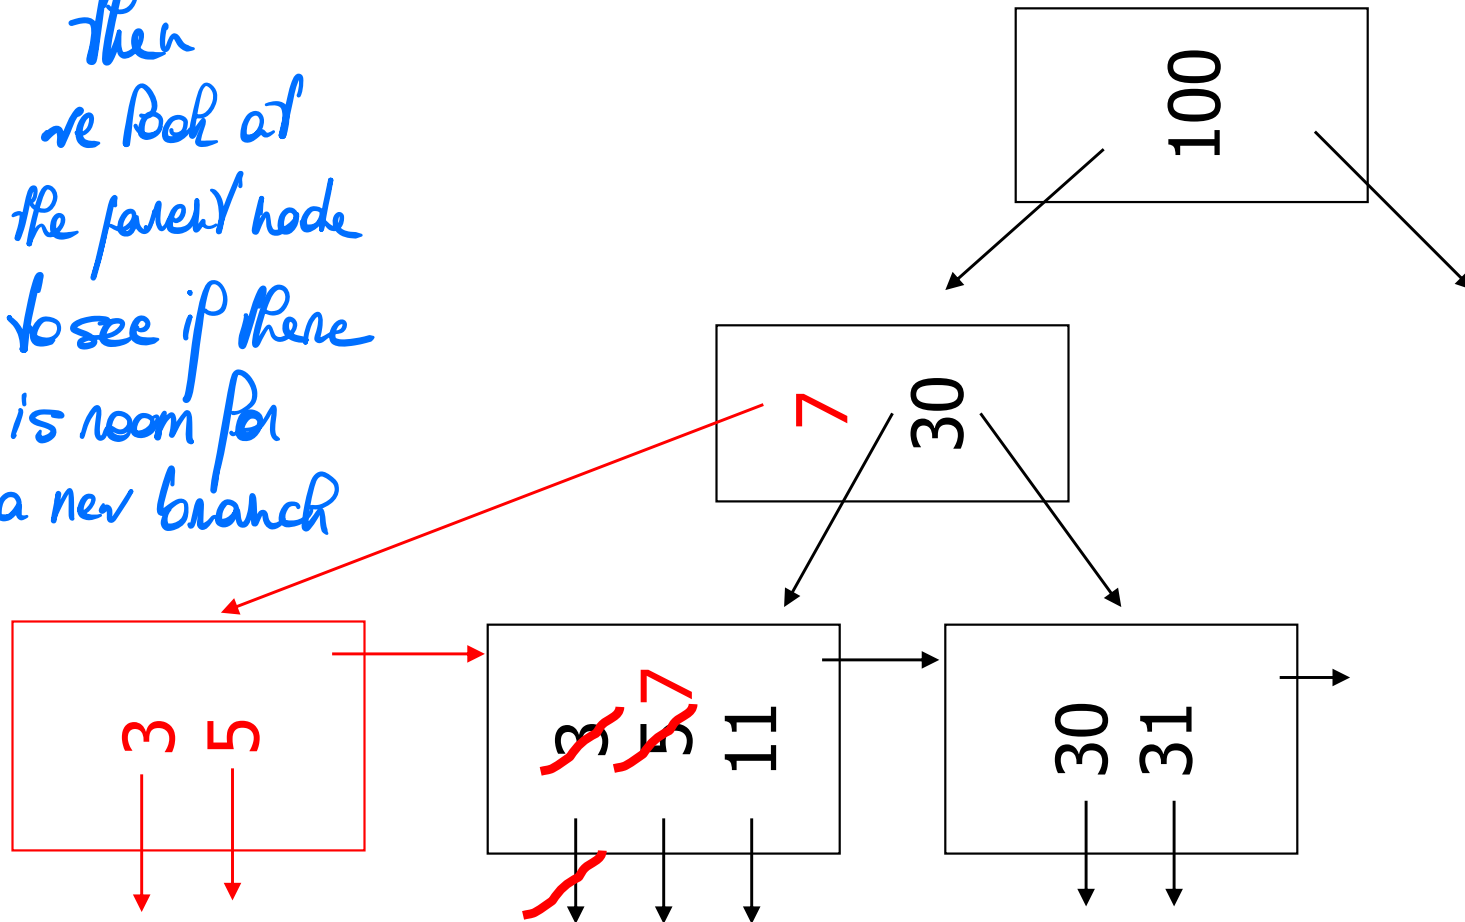 Then
we look at
the parent node
to see if there
is room for
a new branch
100
7 30
3 5
3 5 7 11
30 31